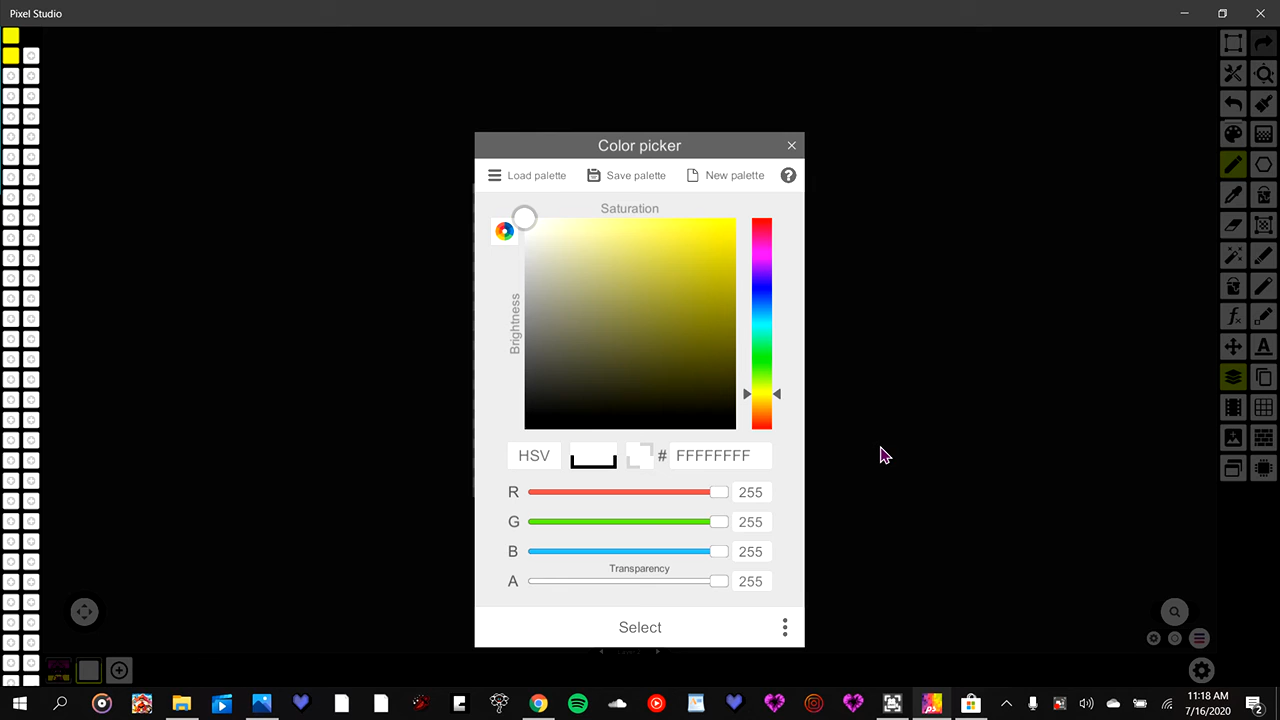 Pixel Studio
Color picker
Load palette
Save palette
New palette
Saturation
Brightness
HSV
# FFFFFFFF
R 255
G 255
B 255
Transparency
A 255
Select
11:18 AM
7/16/2020